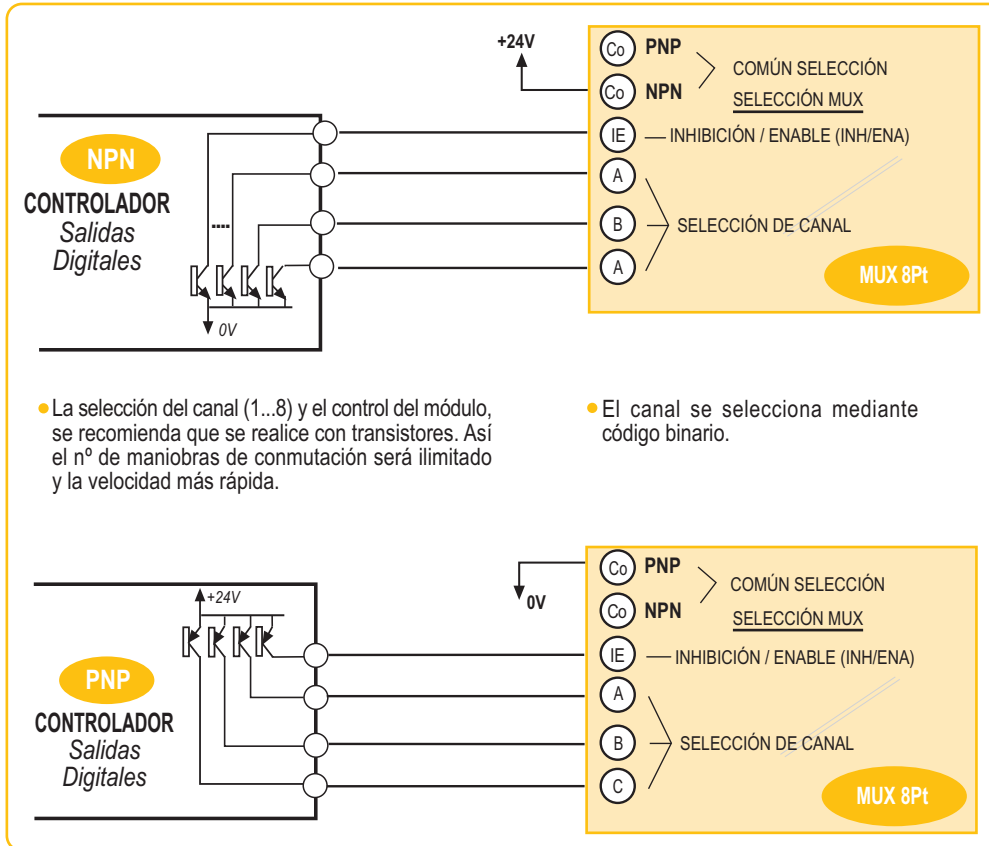 +24V
Co PNP
COMÚN SELECCIÓN
Co NPN
SELECCIÓN MUX
IE INHIBICIÓN / ENABLE (INH/ENA)
NPN
A
CONTROLADOR
Salidas
....
B SELECCIÓN DE CANAL
Digitales
A
MUX 8Pt
0V
• La selección del canal (1...8) y el control del módulo,
se recomienda que se realice con transistores. Así
el nº de maniobras de conmutación será ilimitado
y la velocidad más rápida.
• El canal se selecciona mediante
código binario.
Co PNP
COMÚN SELECCIÓN
+24V
0V
Co NPN
SELECCIÓN MUX
IE INHIBICIÓN / ENABLE (INH/ENA)
PNP
A
CONTROLADOR
Salidas
B SELECCIÓN DE CANAL
Digitales
C
MUX 8Pt